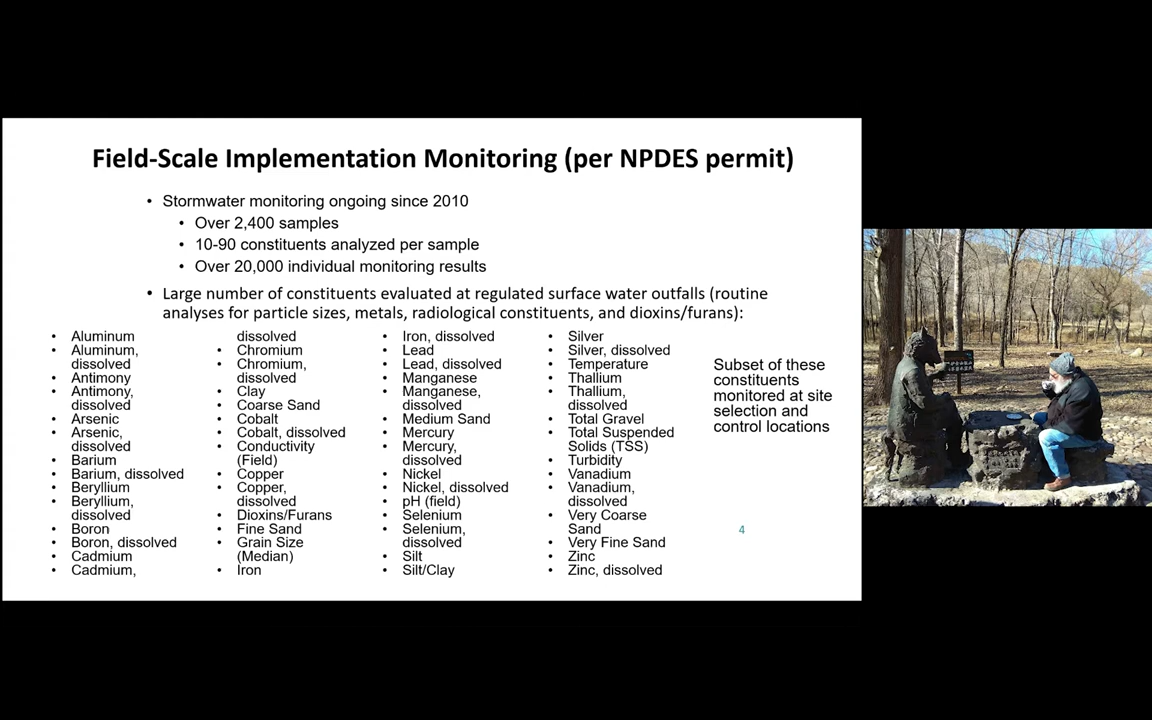 Field-Scale Implementation Monitoring (per NPDES permit)
• Stormwater monitoring ongoing since 2010
• Over 2,400 samples
• 10-90 constituents analyzed per sample
• Over 20,000 individual monitoring results
• Large number of constituents evaluated at regulated surface water outfalls (routine
analyses for particle sizes, metals, radiological constituents, and dioxins/furans):
• Aluminum
• Aluminum,
dissolved
• Antimony
• Antimony,
dissolved
• Arsenic
• Arsenic,
dissolved
• Barium
• Barium, dissolved
• Beryllium
• Beryllium,
dissolved
• Boron
• Boron, dissolved
• Cadmium
• Cadmium,
dissolved
• Chromium
• Chromium,
dissolved
• Clay
• Coarse Sand
• Cobalt
• Cobalt, dissolved
• Conductivity
(Field)
• Copper
• Copper,
dissolved
• Dioxins/Furans
• Fine Sand
• Grain Size
(Median)
• Iron
• Iron, dissolved
• Lead
• Lead, dissolved
• Manganese
• Manganese,
dissolved
• Medium Sand
• Mercury
• Mercury,
dissolved
• Nickel
• Nickel, dissolved
• pH (field)
• Selenium
• Selenium,
dissolved
• Silt
• Silt/Clay
• Silver
• Silver, dissolved
• Temperature
• Thallium
• Thallium,
dissolved
• Total Gravel
• Total Suspended
Solids (TSS)
• Turbidity
• Vanadium
• Vanadium,
dissolved
• Very Coarse
Sand
• Very Fine Sand
• Zinc
• Zinc, dissolved
Subset of these
constituents
monitored at site
selection and
control locations
4